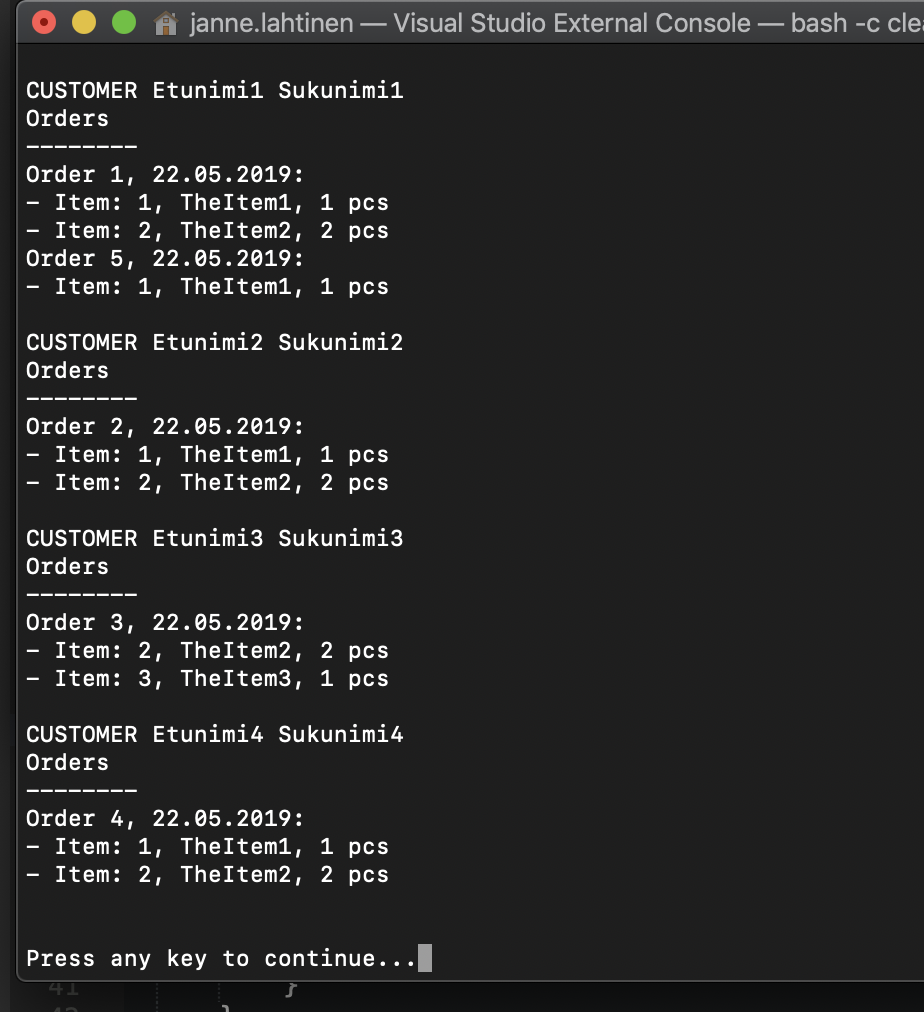 janne.lahtinen — Visual Studio External Console — bash -c cle
CUSTOMER Etunimi1 Sukunimi1
Orders
--------
Order 1, 22.05.2019:
- Item: 1, TheItem1, 1 pcs
- Item: 2, TheItem2, 2 pcs
Order 5, 22.05.2019:
- Item: 1, TheItem1, 1 pcs
CUSTOMER Etunimi2 Sukunimi2
Orders
--------
Order 2, 22.05.2019:
- Item: 1, TheItem1, 1 pcs
- Item: 2, TheItem2, 2 pcs
CUSTOMER Etunimi3 Sukunimi3
Orders
--------
Order 3, 22.05.2019:
- Item: 2, TheItem2, 2 pcs
- Item: 3, TheItem3, 1 pcs
CUSTOMER Etunimi4 Sukunimi4
Orders
--------
Order 4, 22.05.2019:
- Item: 1, TheItem1, 1 pcs
- Item: 2, TheItem2, 2 pcs
Press any key to continue...
41 }